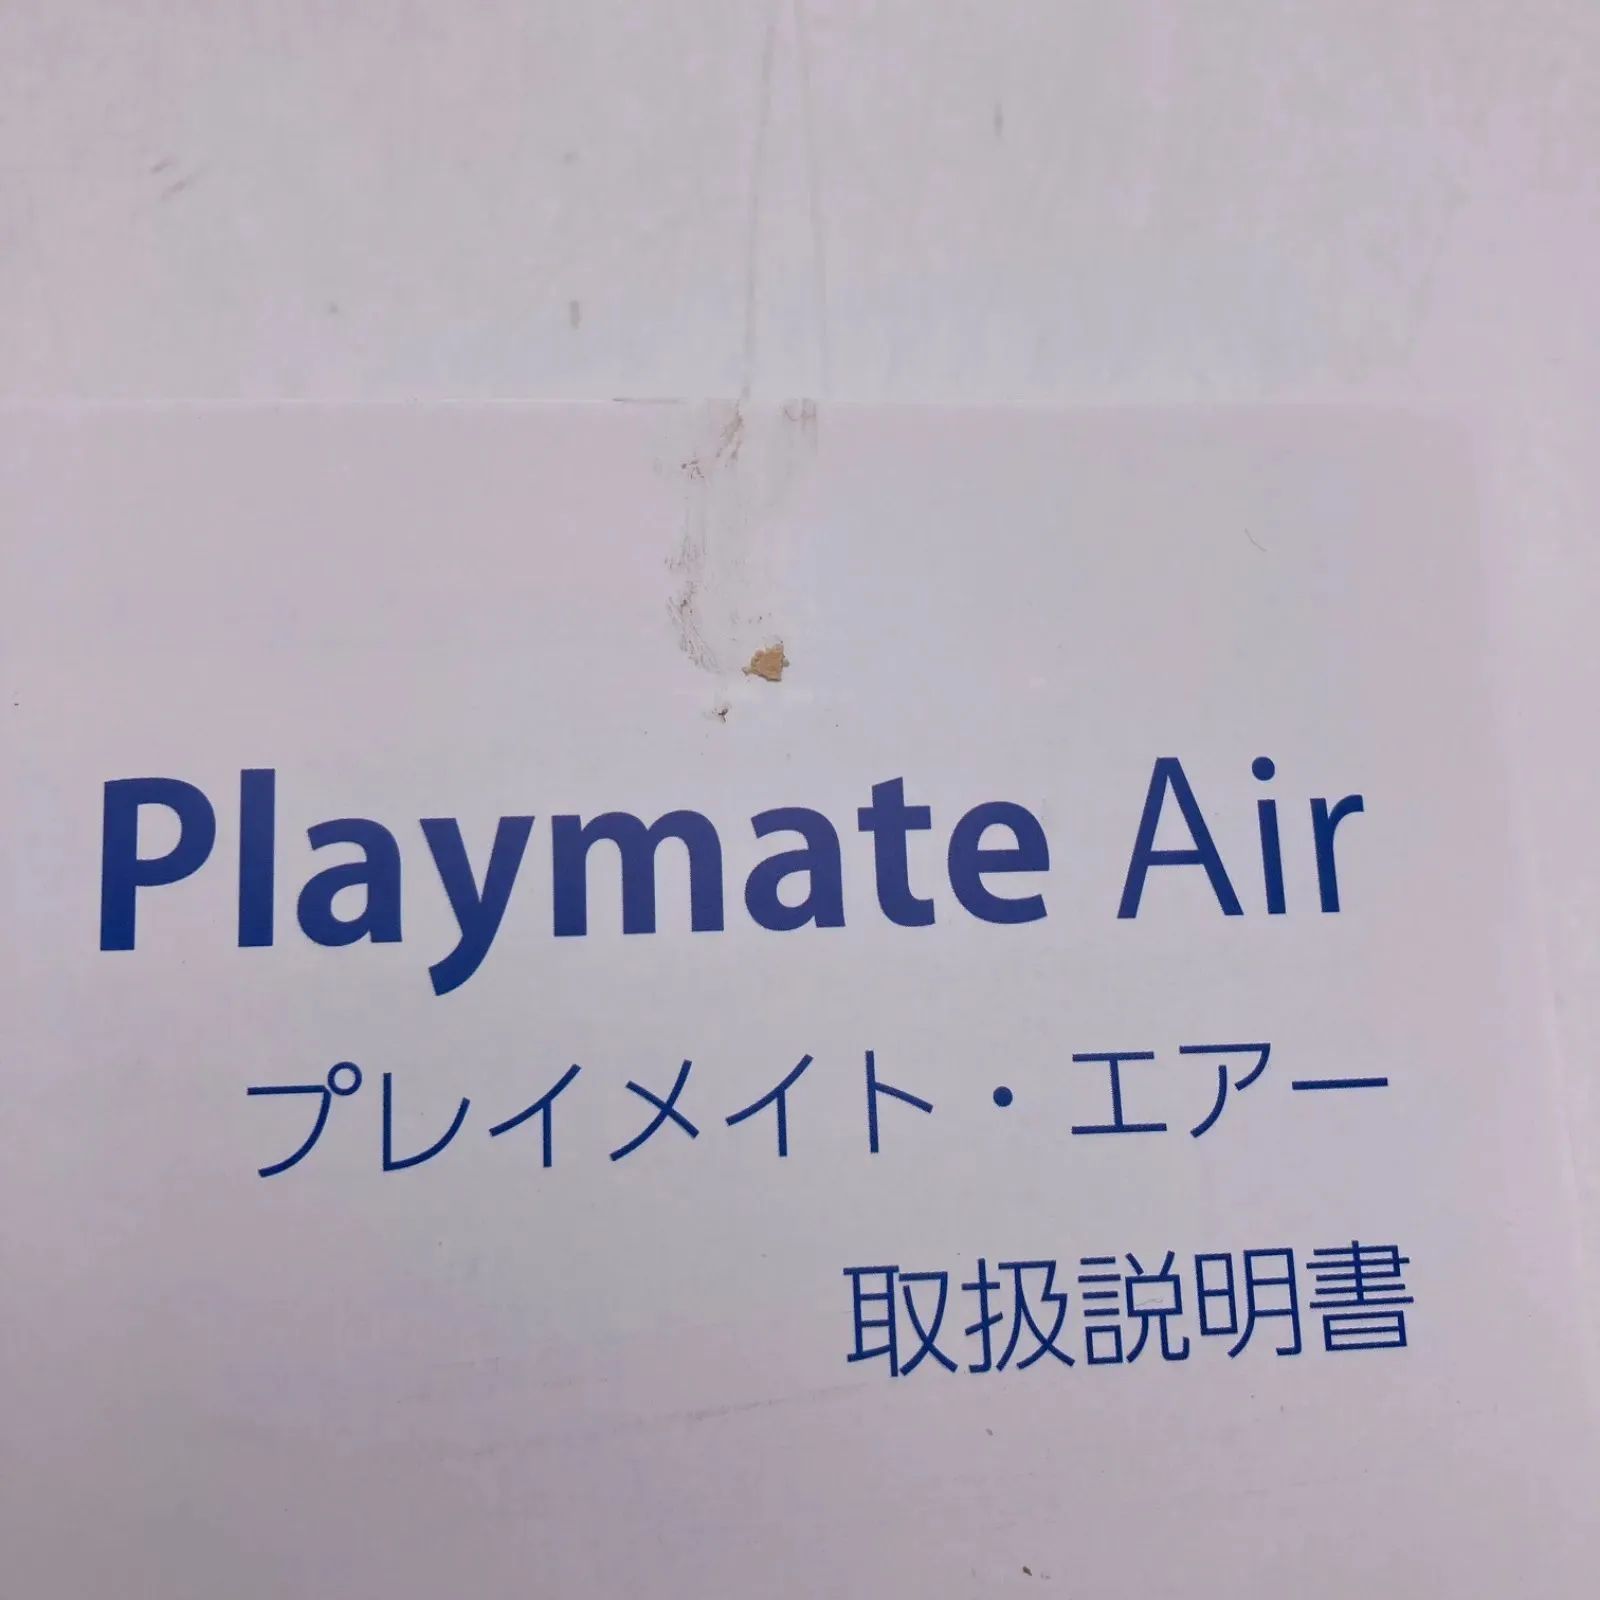 Playmate Air
プレイメイト・エアー
取扱説明書